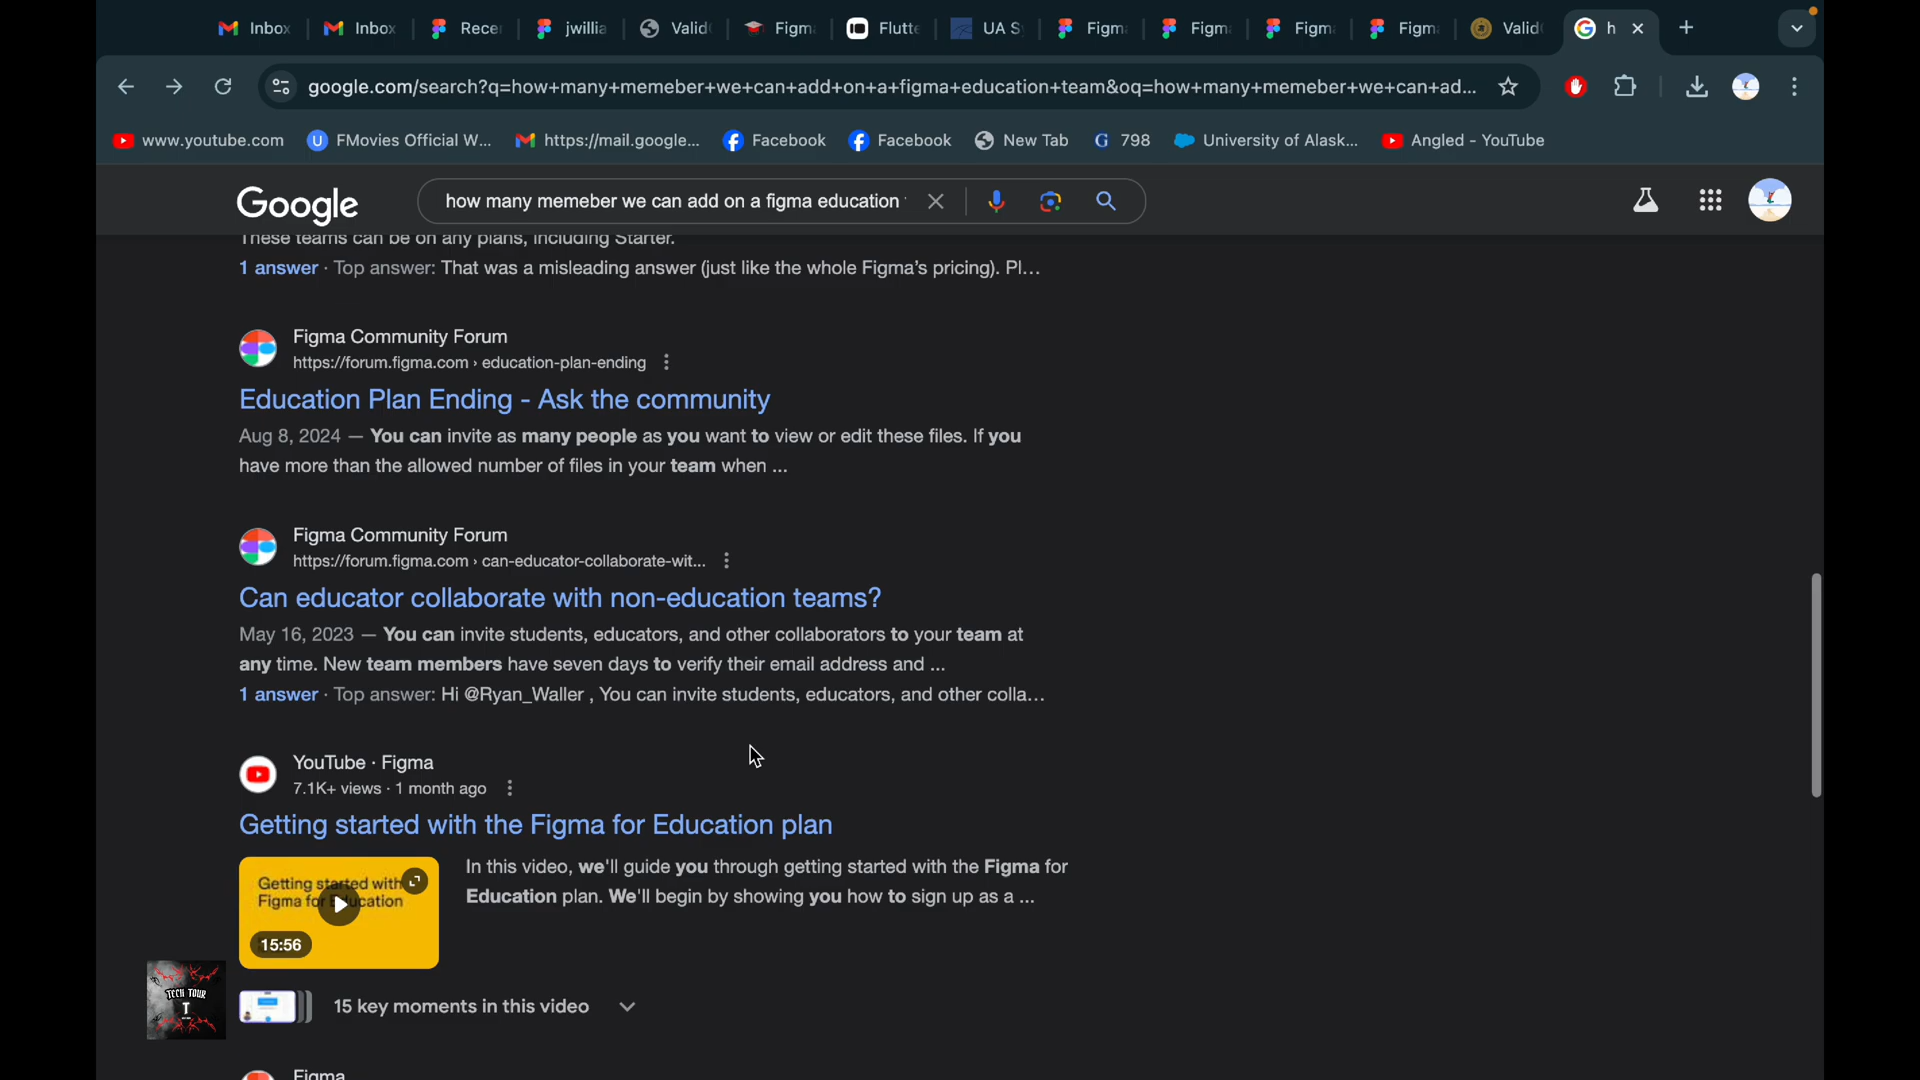 Inbox
Inbox
Recer
jwillia
Valid
Figm
Flutte
UA S
Figm
Figm
Figm
Figm
Valid
h
google.com/search?q=how+many+memeber+we+can+add+on+a+figma+education+team&oq=how+many+memeber+we+can+ad...
www.youtube.com
FMovies Official W...
https://mail.google...
Facebook
Facebook
New Tab
798
University of Alask...
Angled - YouTube
Google
how many memeber we can add on a figma education
These teams can be on any plans, including Starter.
1 answer · Top answer: That was a misleading answer (just like the whole Figma's pricing). Pl...
Figma Community Forum
https://forum.figma.com › education-plan-ending
Education Plan Ending - Ask the community
Aug 8, 2024 — You can invite as many people as you want to view or edit these files. If you
have more than the allowed number of files in your team when ...
Figma Community Forum
https://forum.figma.com › can-educator-collaborate-wit...
Can educator collaborate with non-education teams?
May 16, 2023 — You can invite students, educators, and other collaborators to your team at
any time. New team members have seven days to verify their email address and ...
1 answer · Top answer: Hi @Ryan_Waller , You can invite students, educators, and other colla...
YouTube · Figma
7.1K+ views · 1 month ago
Getting started with the Figma for Education plan
Getting started with
Figma for Education
15:56
In this video, we'll guide you through getting started with the Figma for
Education plan. We'll begin by showing you how to sign up as a ...
TECH TOUR
T
15 key moments in this video
Figma